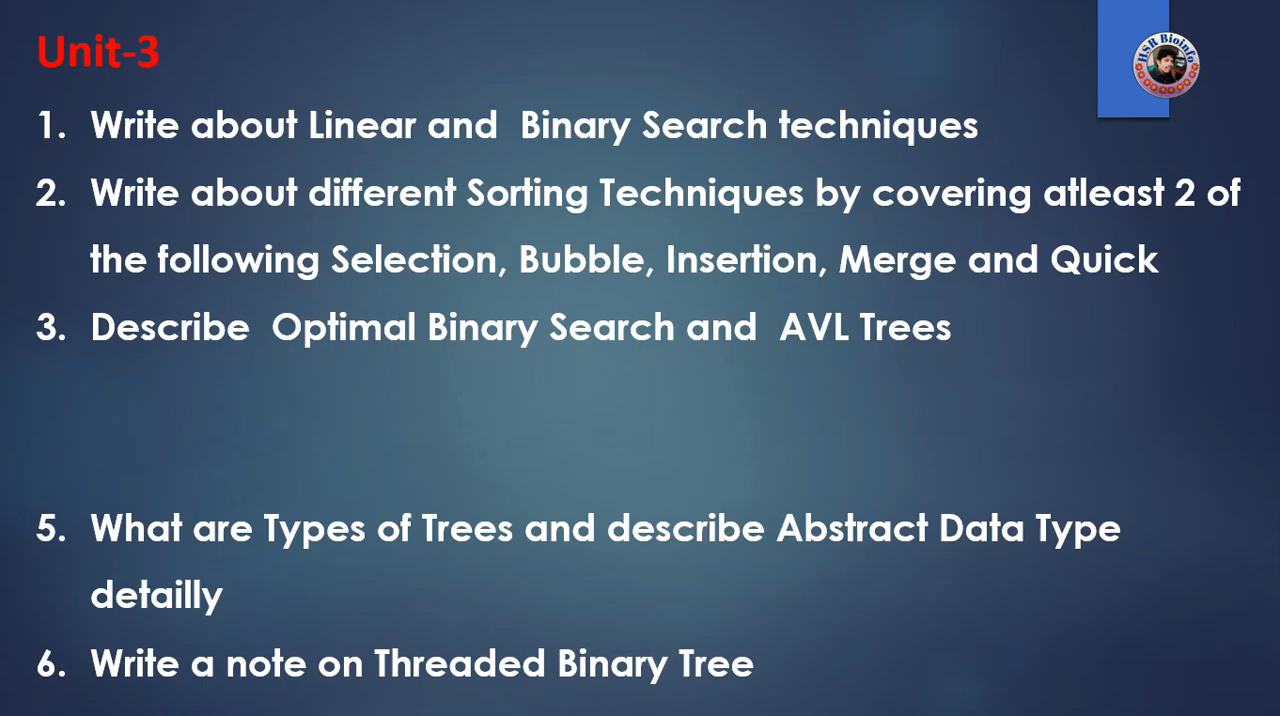 Unit-3
HSR Bioinfo
1. Write about Linear and Binary Search techniques
2. Write about different Sorting Techniques by covering atleast 2 of
the following Selection, Bubble, Insertion, Merge and Quick
3. Describe Optimal Binary Search and AVL Trees
5. What are Types of Trees and describe Abstract Data Type
detailly
6. Write a note on Threaded Binary Tree